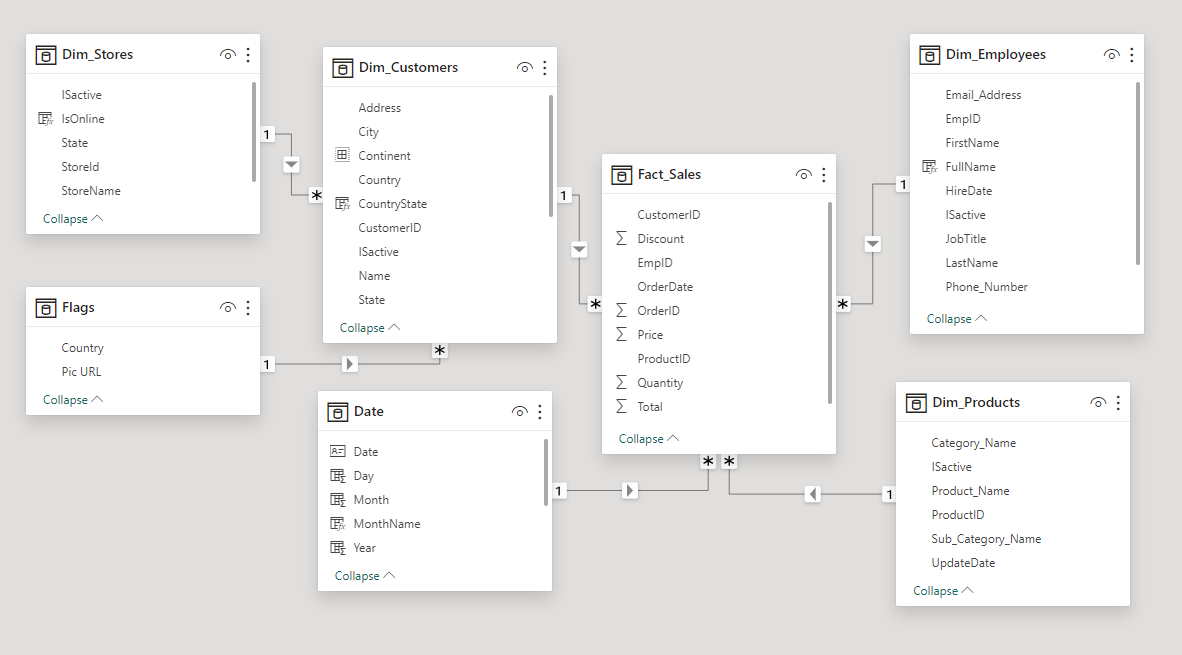 Dim_Stores
ISactive
IsOnline
State
StoreId
StoreName
Collapse
1
*
Dim_Customers
Address
City
Continent
Country
CountryState
CustomerID
ISactive
Name
State
Collapse
1
*
Fact_Sales
CustomerID
Discount
EmpID
OrderDate
OrderID
Price
ProductID
Quantity
Total
Collapse
*
1
Dim_Employees
Email_Address
EmpID
FirstName
FullName
HireDate
ISactive
JobTitle
LastName
Phone_Number
Collapse
Flags
Country
Pic URL
Collapse
1
*
Date
Date
Day
Month
MonthName
Year
Collapse
1
* *
1
Dim_Products
Category_Name
ISactive
Product_Name
ProductID
Sub_Category_Name
UpdateDate
Collapse